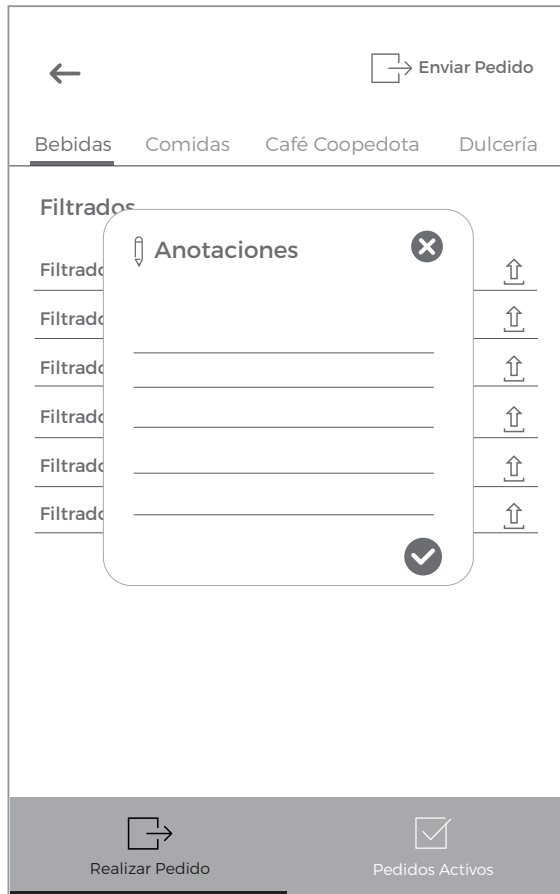 Enviar Pedido
Bebidas Comidas Café Coopedota Dulcería
Filtrados
Anotaciones
Filtrado
Filtrado
Filtrado
Filtrado
Filtrado
Filtrado
Realizar Pedido Pedidos Activos